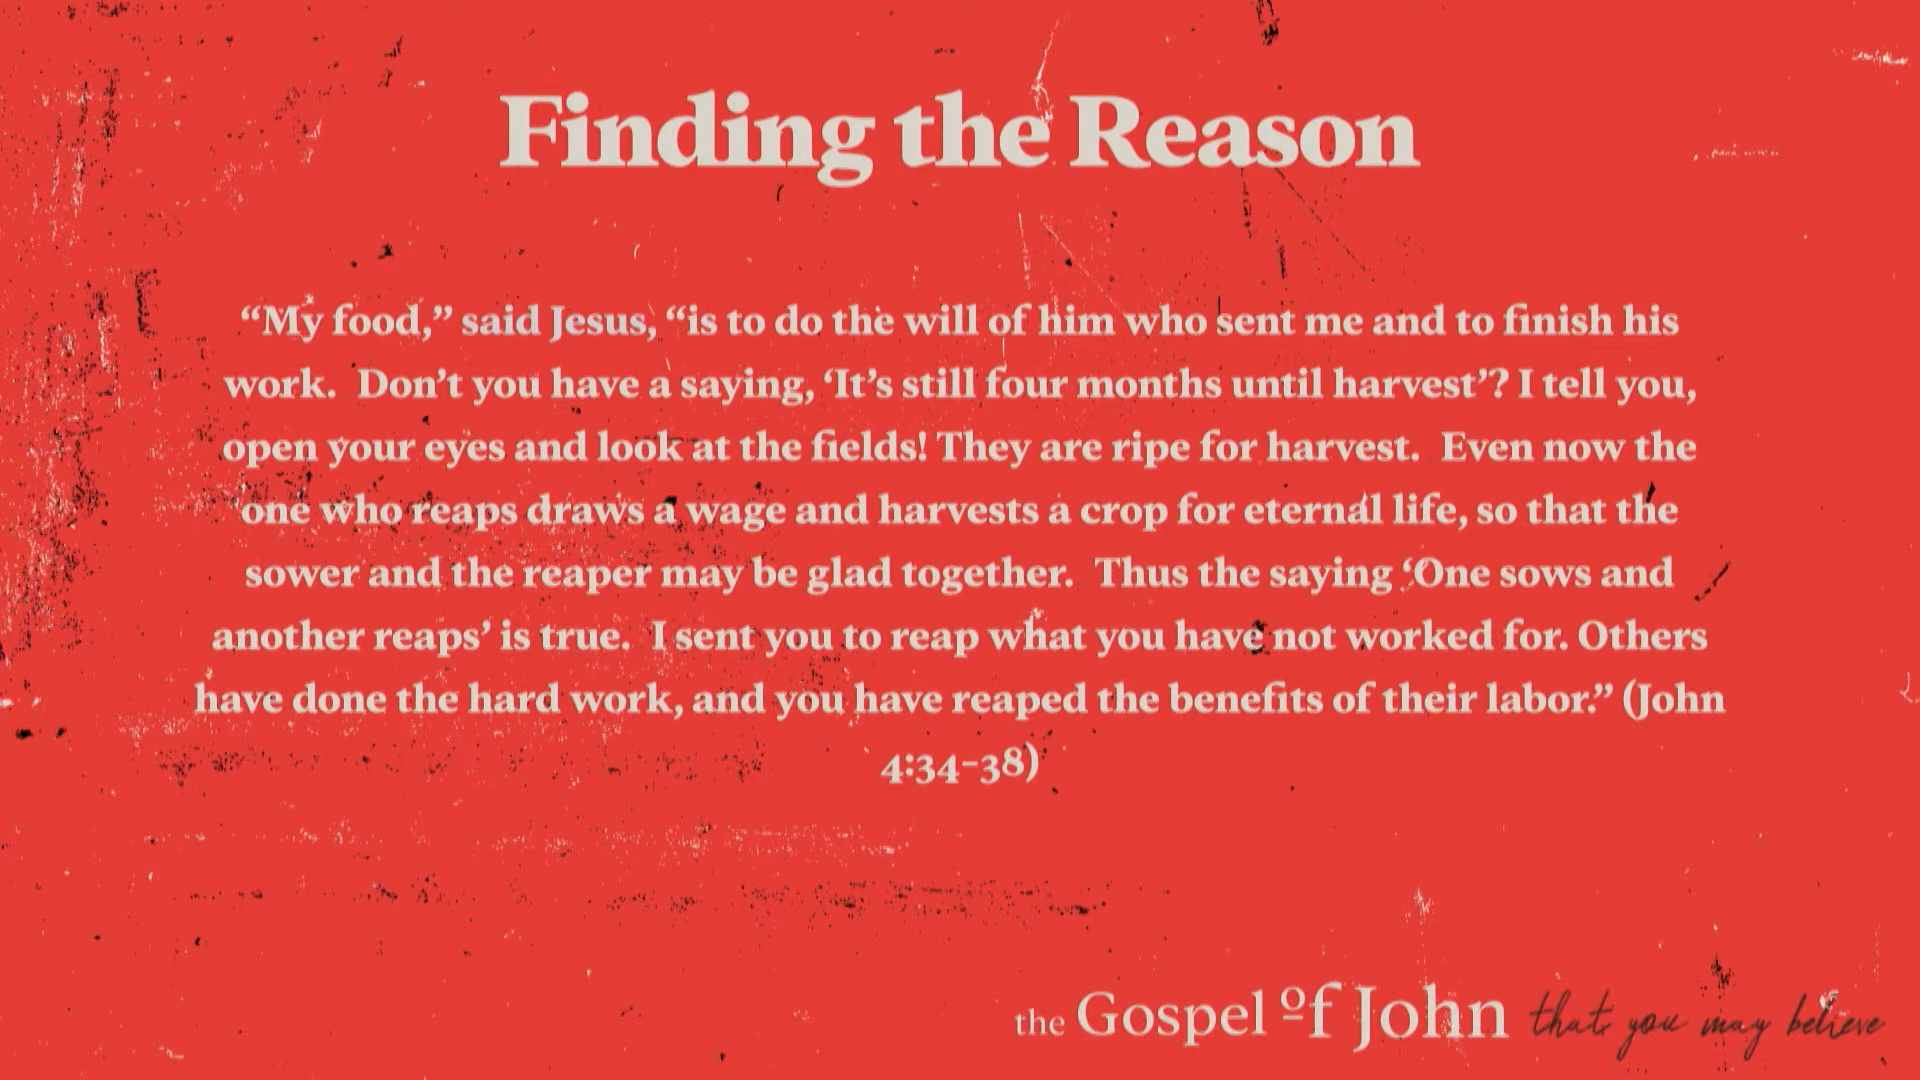 Finding the Reason
“My food,” said Jesus, “is to do the will of him who sent me and to finish his
work.  Don’t you have a saying, ‘It’s still four months until harvest’? I tell you,
open your eyes and look at the fields! They are ripe for harvest.  Even now the
one who reaps draws a wage and harvests a crop for eternal life, so that the
sower and the reaper may be glad together.  Thus the saying ‘One sows and
another reaps’ is true.  I sent you to reap what you have not worked for. Others
have done the hard work, and you have reaped the benefits of their labor.” (John
4:34–38)
the Gospel of John that you may believe